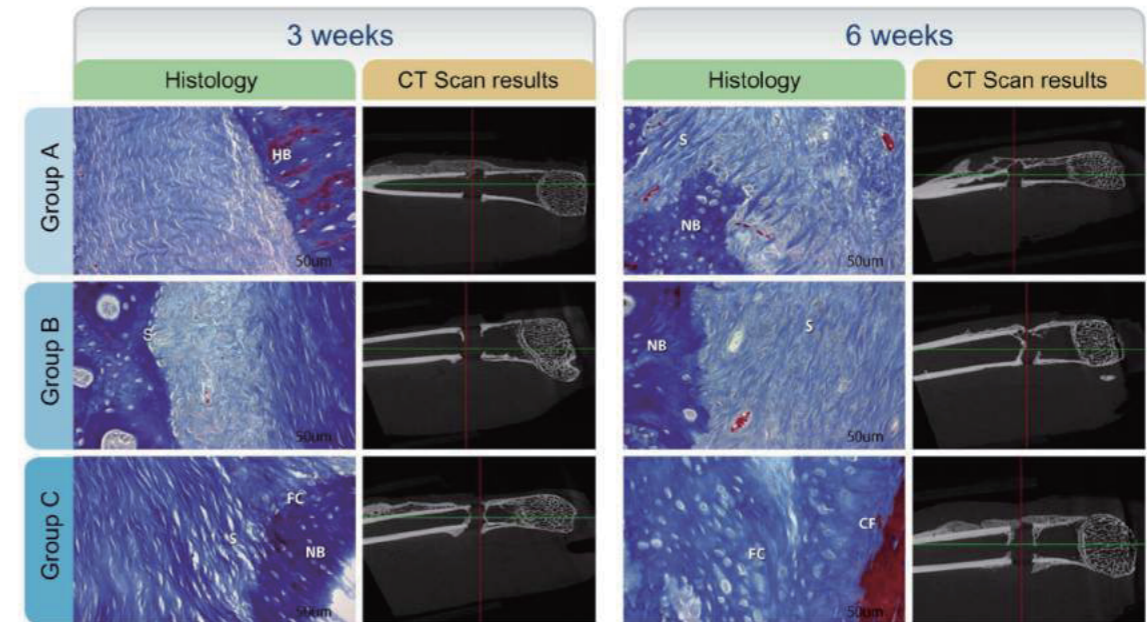 3 weeks
6 weeks
Histology
CT Scan results
Histology
CT Scan results
Group A
HB
50um
S
NB
50um
Group B
S
50um
NB
S
50um
Group C
FC
S
NB
50um
CF
FC
50um